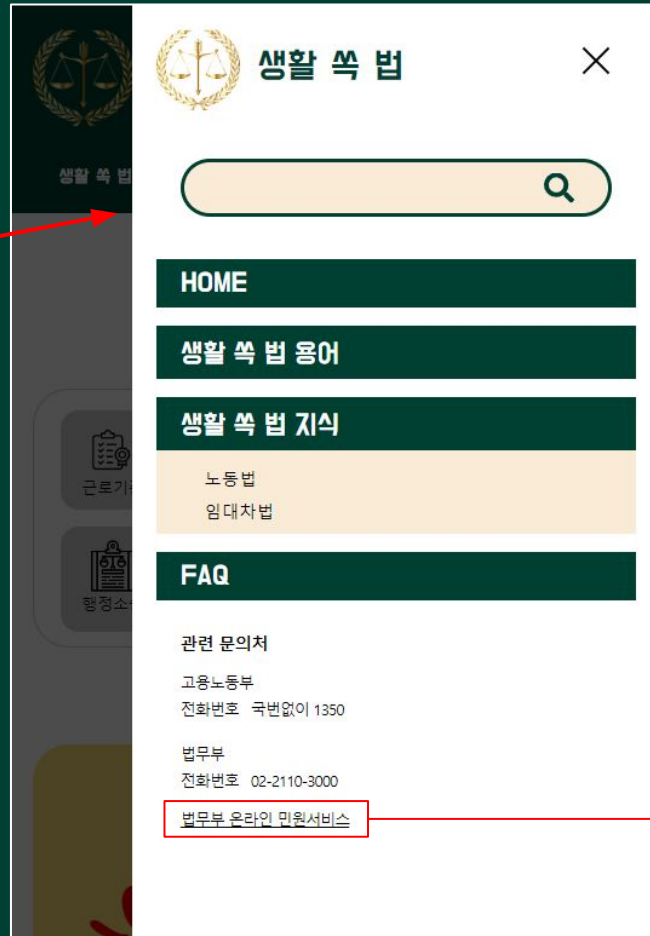 생활 쏙 법
생활 쏙 법
HOME
생활 쏙 법 용어
생활 쏙 법 지식
노동법
임대차법
근로기
행정소
FAQ
관련 문의처
고용노동부
전화번호 국번없이 1350
법무부
전화번호 02-2110-3000
법무부 온라인 민원서비스